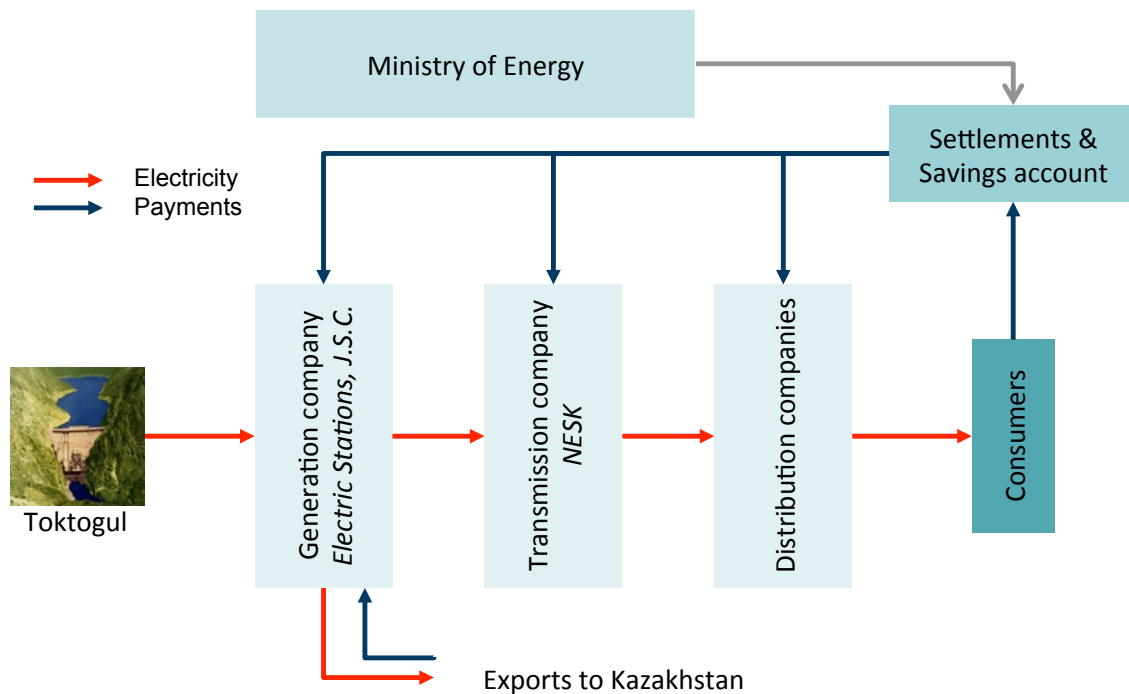 Ministry of Energy
Settlements &
Savings account
Electricity
Payments
Generation company
Electric Stations, J.S.C.
Transmission company
NESK
Distribution companies
Consumers
Toktogul
Exports to Kazakhstan